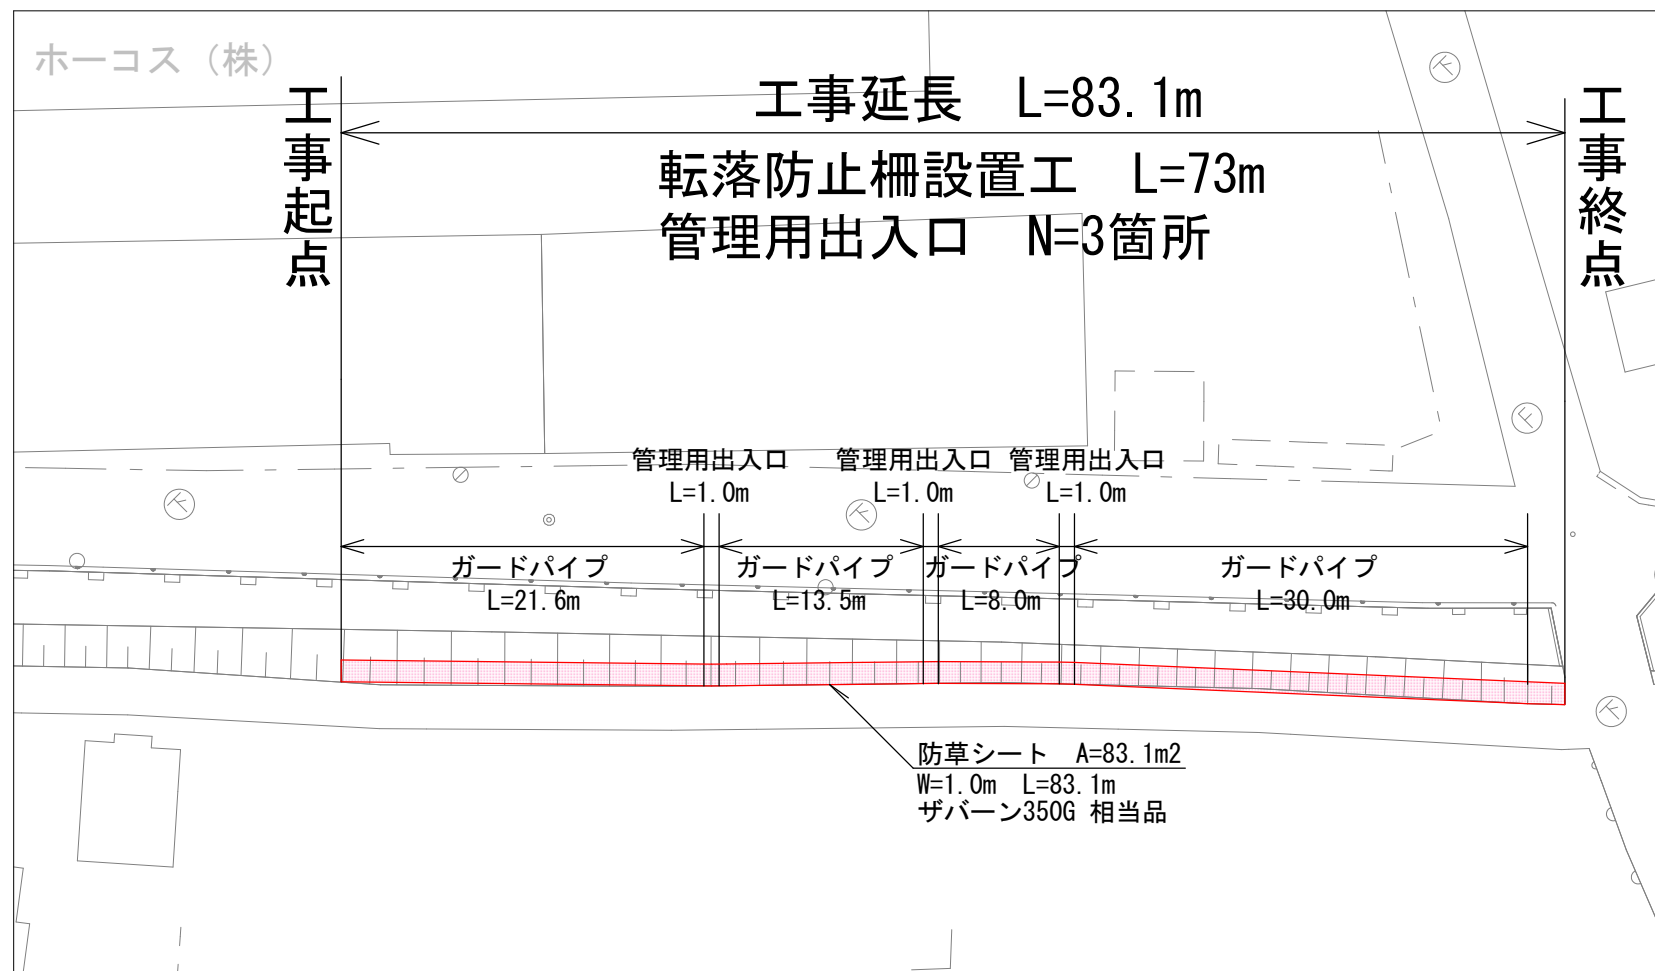 ホーコス（株）
工事起点
工事延長　L=83.1m
工事終点
転落防止柵設置工　L=73m
管理用出入口　N=3箇所
管理用出入口
L=1.0m
管理用出入口
L=1.0m
管理用出入口
L=1.0m
ガードパイプ
L=21.6m
ガードパイプ
L=13.5m
ガードパイプ
L=8.0m
ガードパイプ
L=30.0m
防草シート　A=83.1m2
W=1.0m　L=83.1m
ザバーン350G 相当品